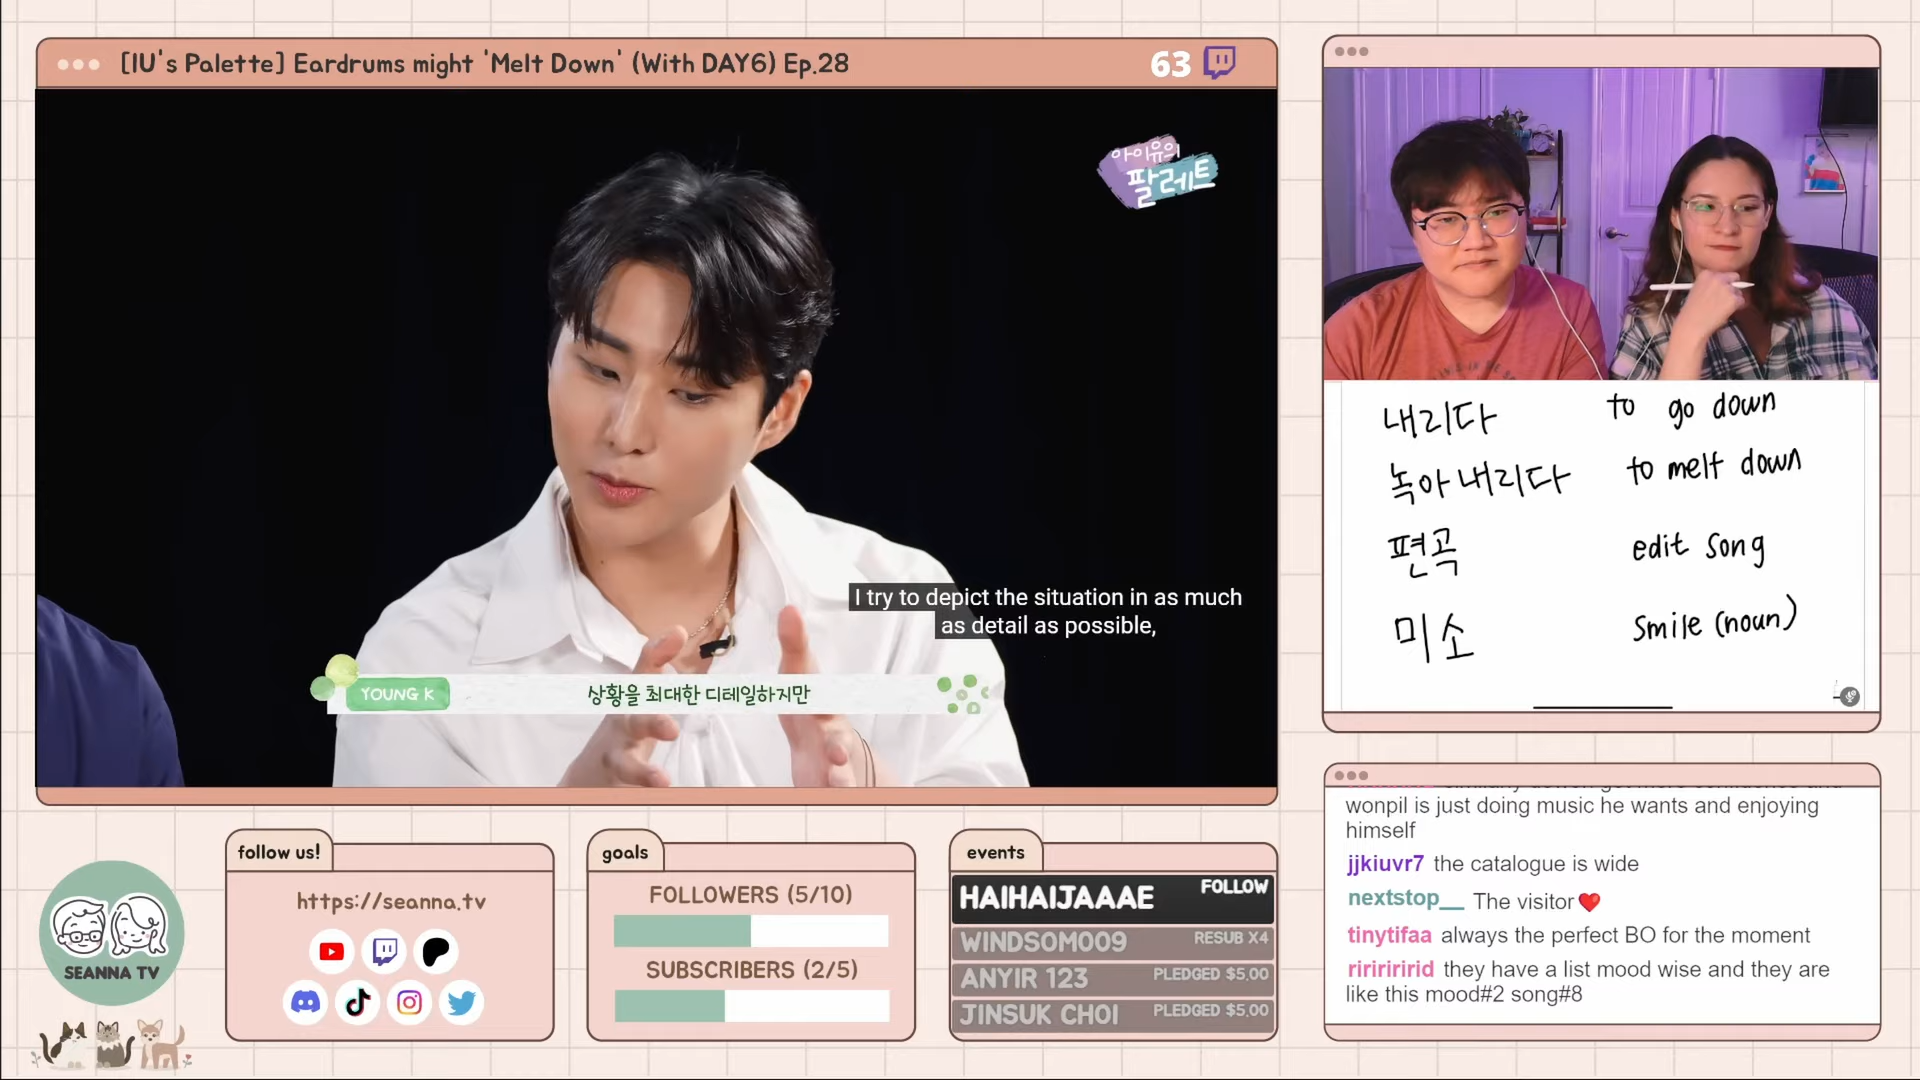 [IU's Palette] Eardrums might 'Melt Down' (With DAY6) Ep.28
63
아이유의
팔레트
I try to depict the situation in as much
as detail as possible,
YOUNG K
상황을 최대한 디테일하지만
내리다 to go down
녹아내리다 to melt down
편곡 edit song
미소 smile (noun)
follow us!
https://seanna.tv
SEANNA TV
goals
FOLLOWERS (5/10)
SUBSCRIBERS (2/5)
events
HAIHAIJAAAE FOLLOW
WINDSOM009 RESUB X4
ANYIR 123 PLEDGED $5.00
JINSUK CHOI PLEDGED $5.00
wonpil is just doing music he wants and enjoying
himself
jjkiuvr7 the catalogue is wide
nextstop__ The visitor❤️
tinytifaa always the perfect BO for the moment
riririririd they have a list mood wise and they are
like this mood#2 song#8